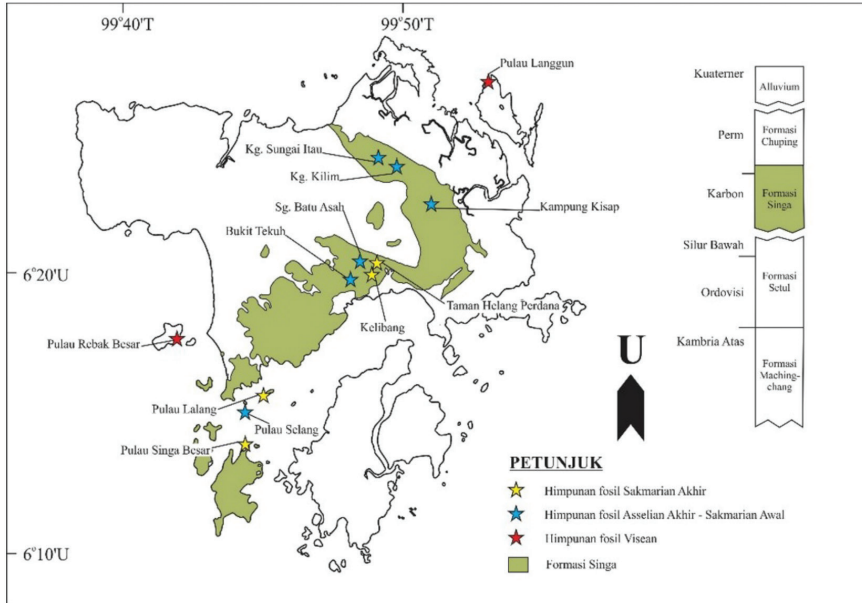 99°40'T
99°50'T
Pulau Langgun
Kg. Sungai Itau
Kg. Kilim
Kampung Kisap
Sg. Batu Asah
Bukit Tekuh
6°20'U
Taman Helang Perdana
Kelibang
Pulau Rebak Besar
Pulau Lalang
Pulau Selang
Pulau Singa Besar
6°10'U
U
PETUNJUK
Himpunan fosil Sakmarian Akhir
Himpunan fosil Asselian Akhir - Sakmarian Awal
Himpunan fosil Visean
Formasi Singa
Kuaterner
Alluvium
Perm
Formasi
Chuping
Karbon
Formasi
Singa
Silur Bawah
Ordovisi
Formasi
Setul
Kambria Atas
Formasi
Maching-
chang